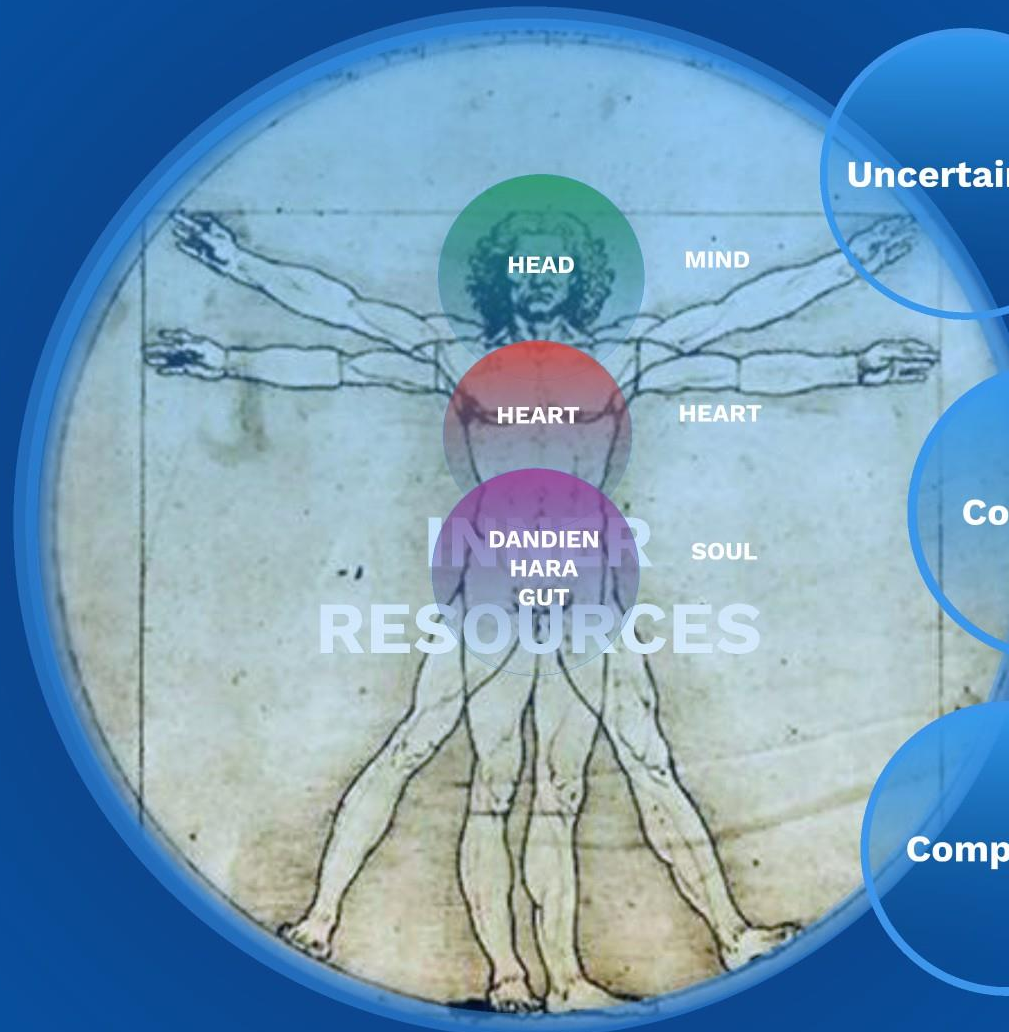 Uncertai
HEAD
MIND
HEART
HEART
Co
INNER
DANDIEN
HARA
GUT
SOUL
RESOURCES
Comp